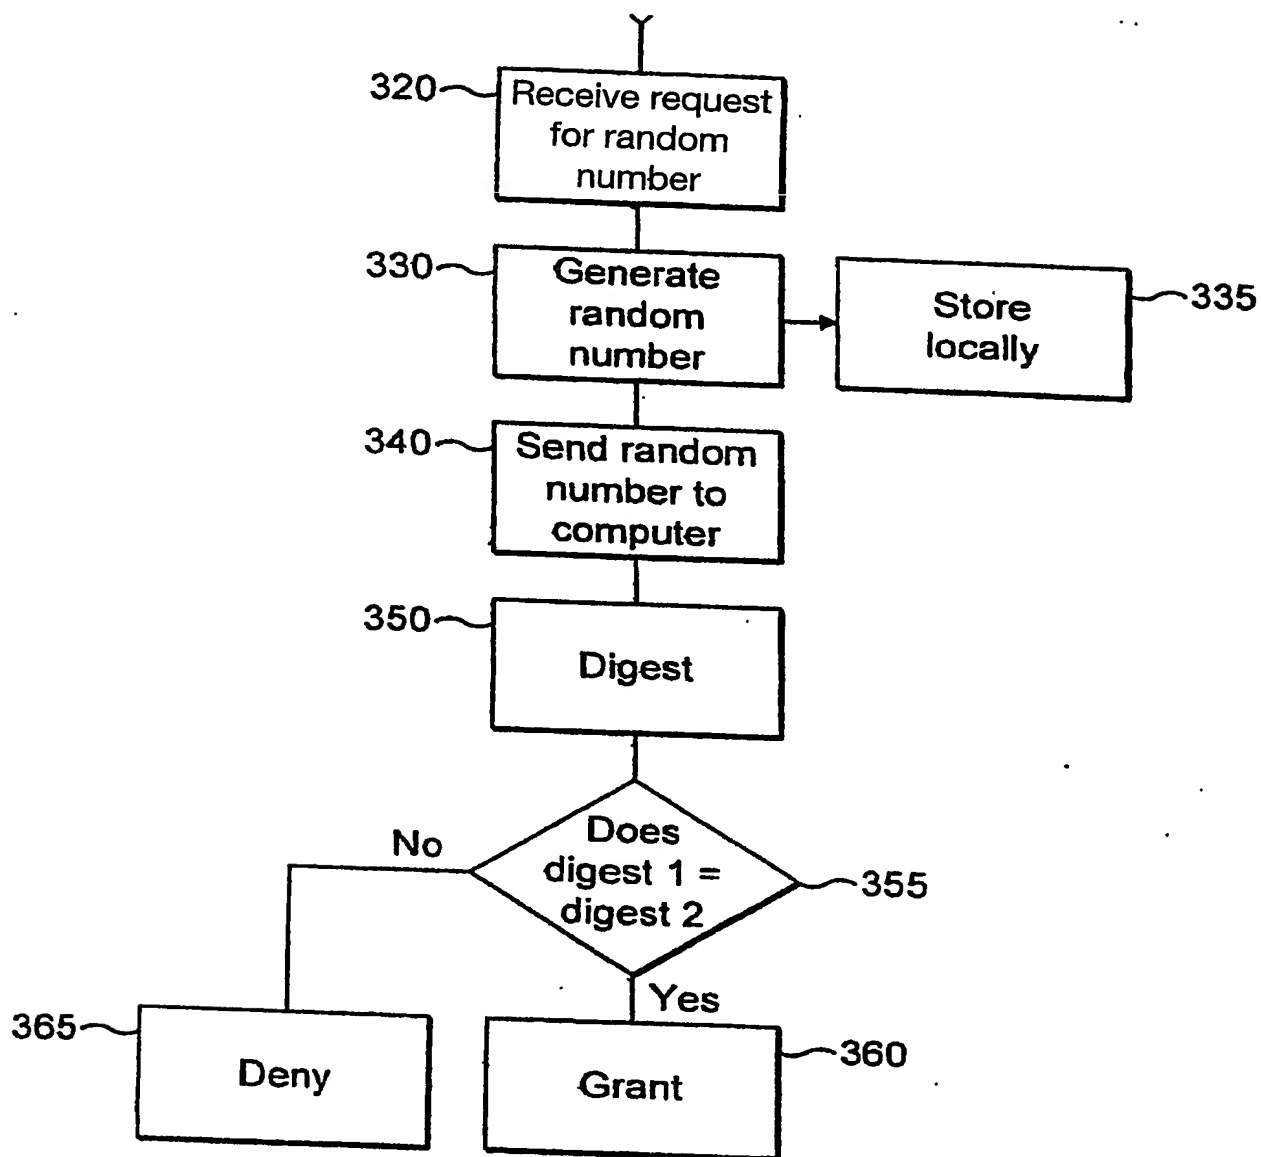 320
Receive request
for random
number
330
Generate
random
number
Store
locally
335
340
Send random
number to
computer
350
Digest
No
Does
digest 1 =
digest 2
355
Yes
365
Deny
Grant
360